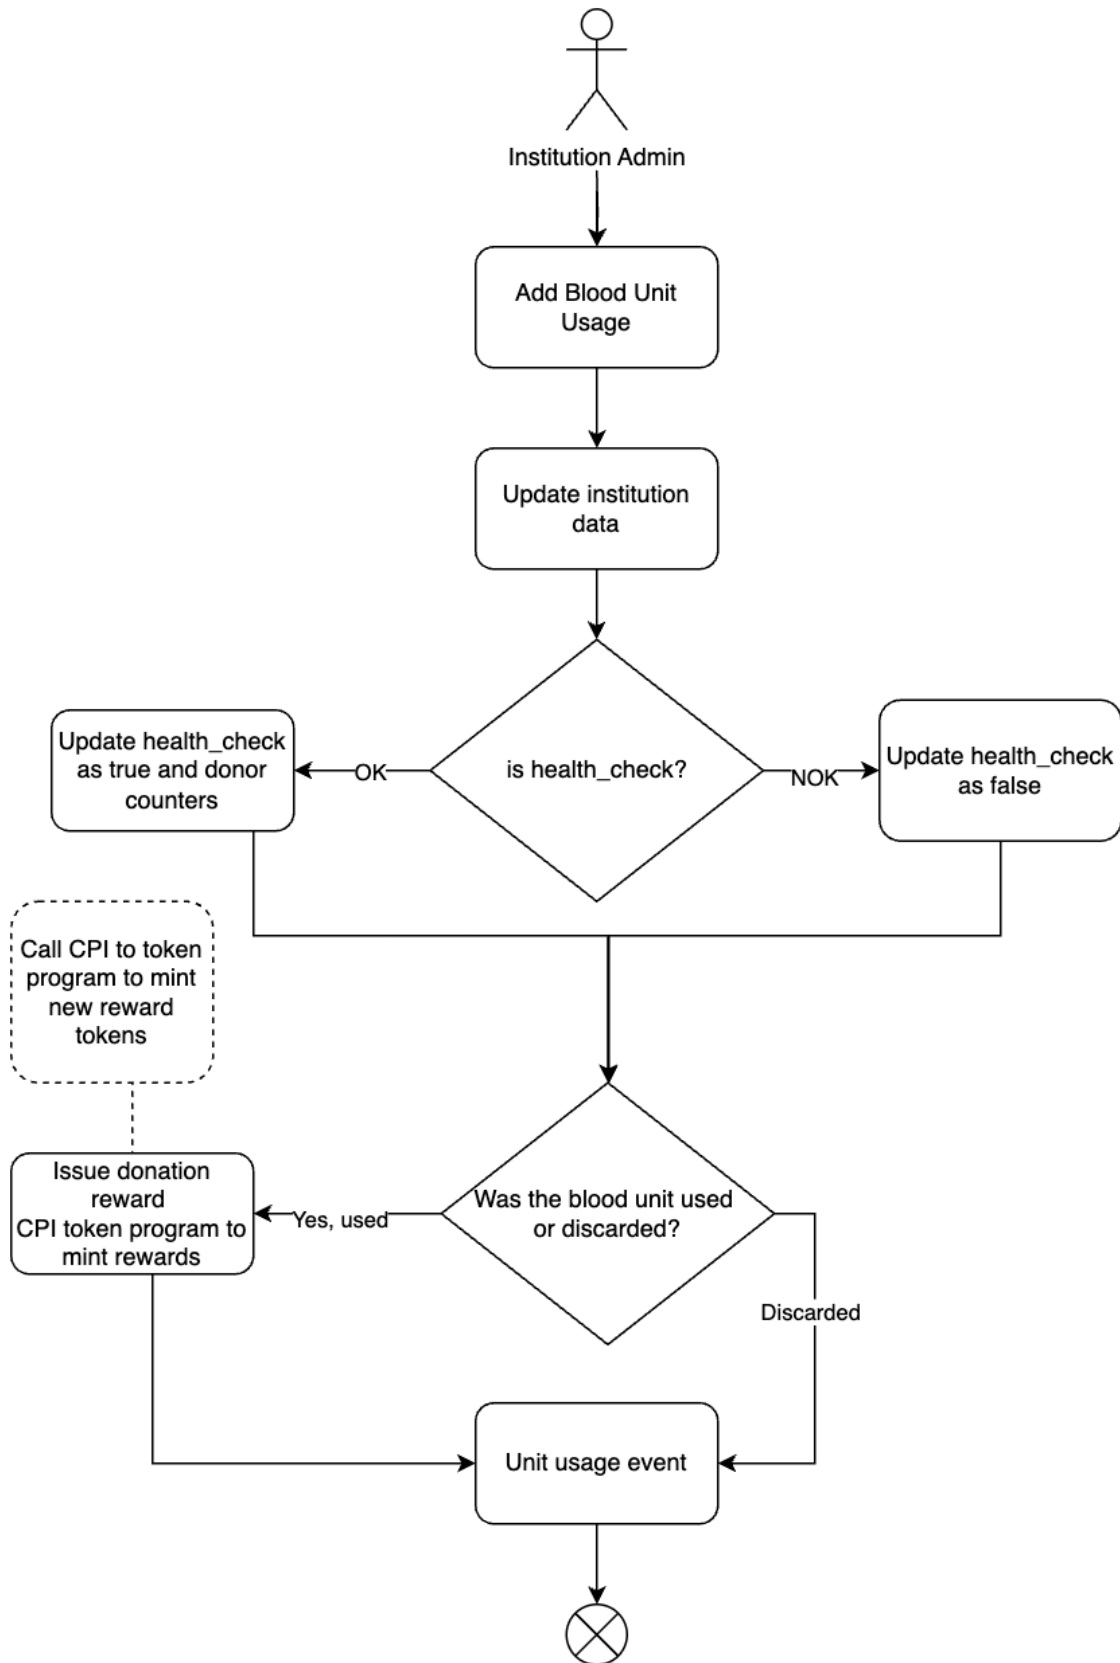 Institution Admin
Add Blood Unit
Usage
Update institution
data
is health_check?
OK
NOK
Update health_check
as true and donor
counters
Update health_check
as false
Call CPI to token
program to mint
new reward
tokens
Issue donation
reward
CPI token program to
mint rewards
Yes, used
Was the blood unit used
or discarded?
Discarded
Unit usage event